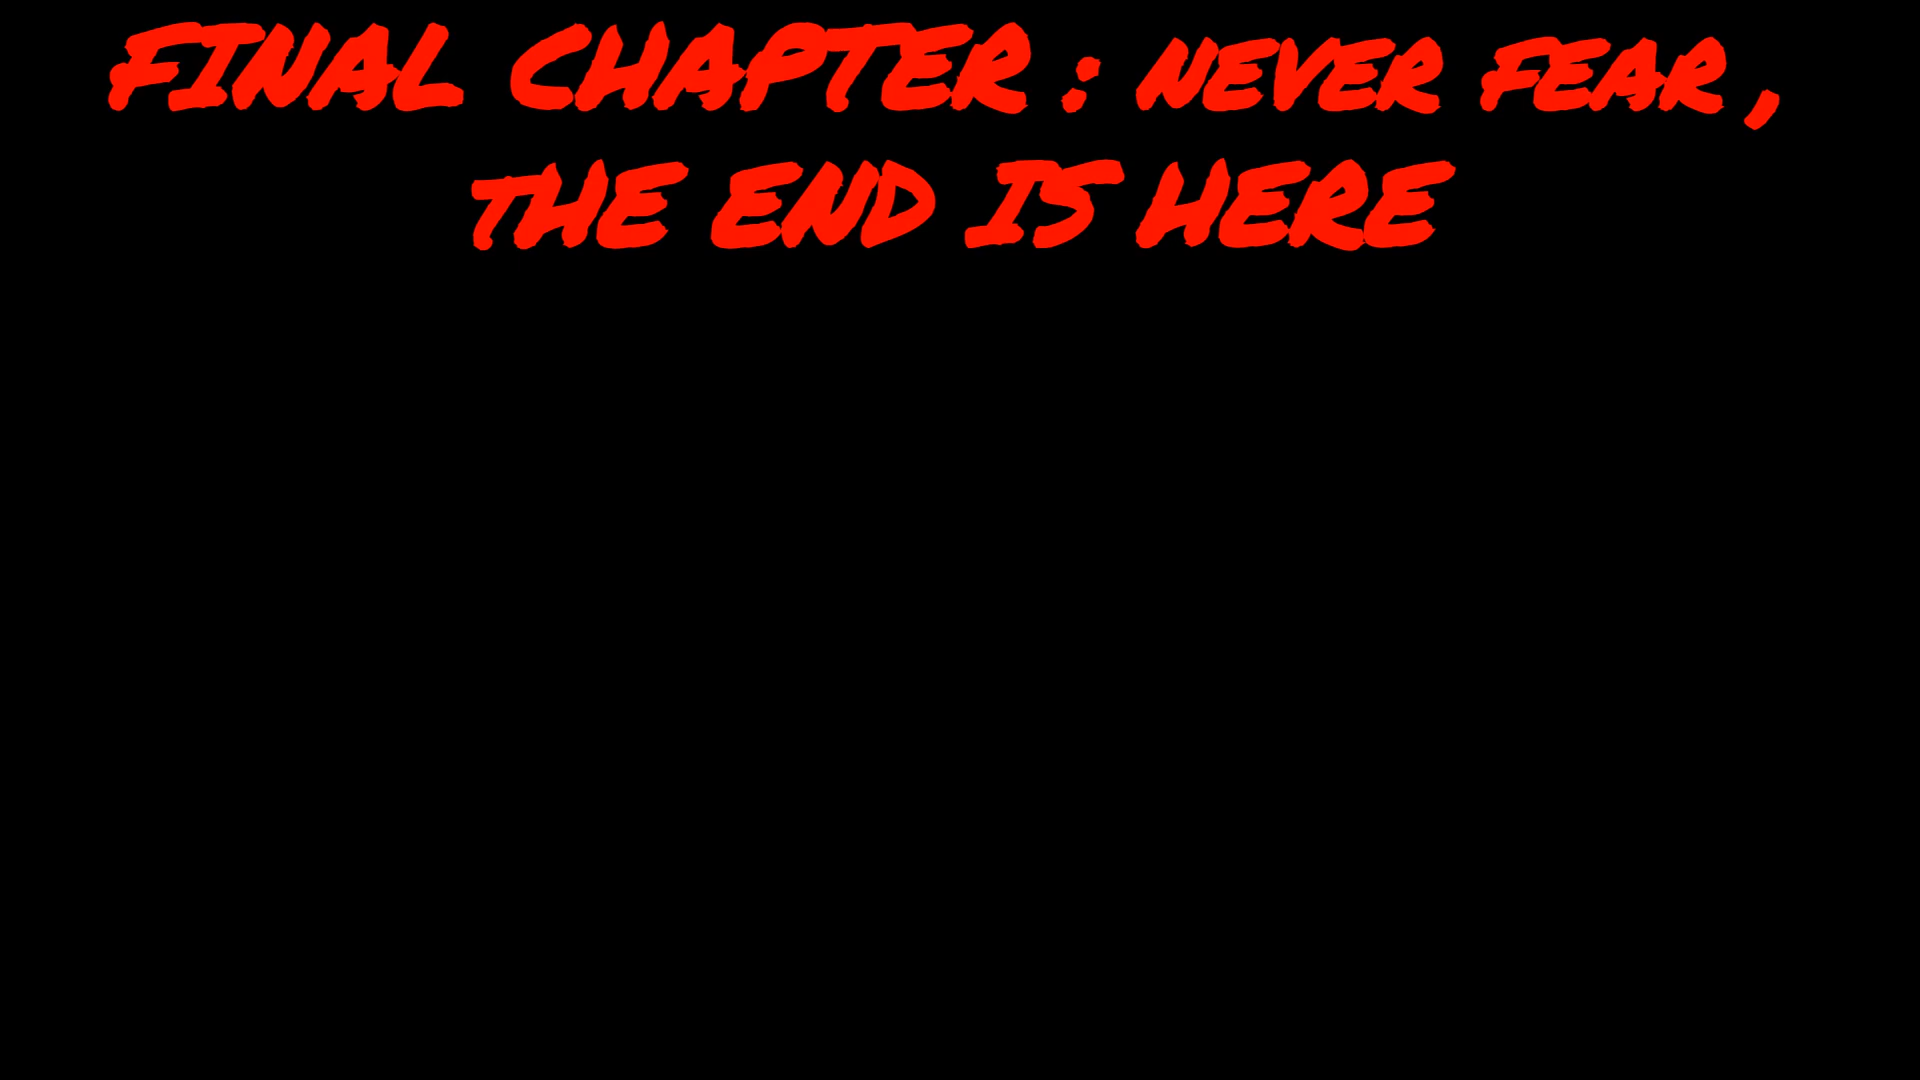 FINAL CHAPTER : NEVER FEAR,
THE END IS HERE